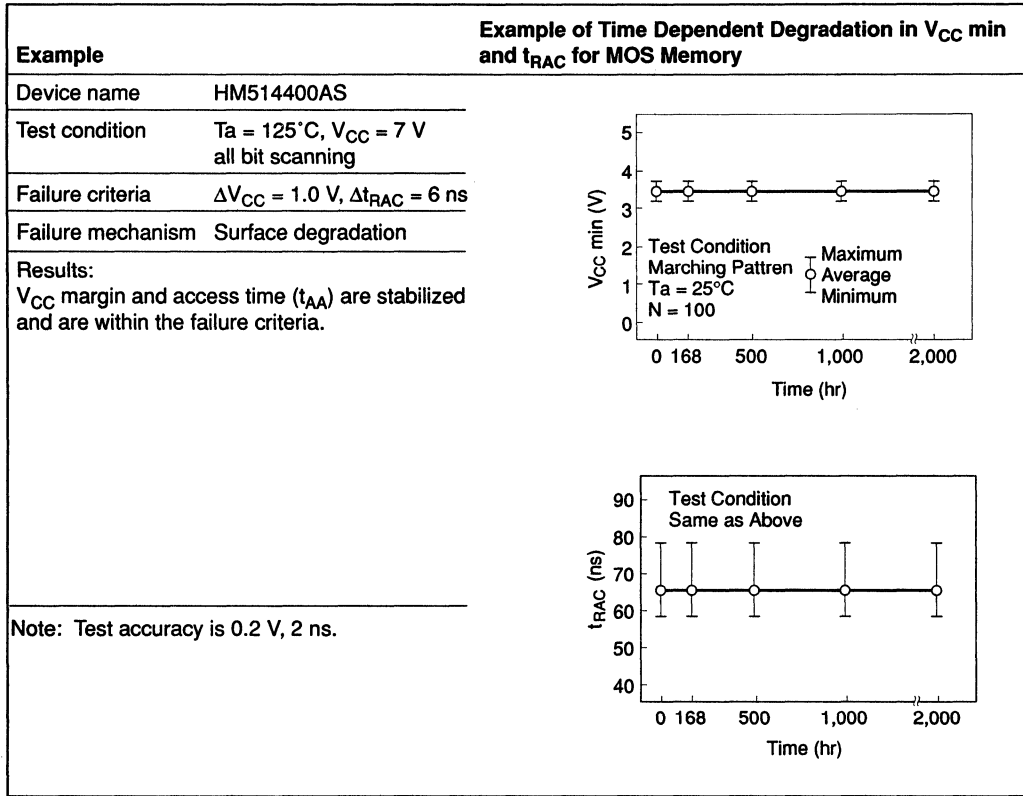 Example
Example of Time Dependent Degradation in VCC min
and tRAC for MOS Memory
Device name HM514400AS
Test condition Ta = 125°C, VCC = 7 V
all bit scanning
Failure criteria ΔVCC = 1.0 V, ΔtRAC = 6 ns
Failure mechanism Surface degradation
Results:
VCC margin and access time (tAA) are stabilized
and are within the failure criteria.
Note: Test accuracy is 0.2 V, 2 ns.
VCC min (V)
5
4
3
2
1
0
Test Condition
Marching Pattren
Ta = 25°C
N = 100
Maximum
Average
Minimum
0 168 500 1,000 2,000
Time (hr)
tRAC (ns)
90
80
70
60
50
40
Test Condition
Same as Above
0 168 500 1,000 2,000
Time (hr)